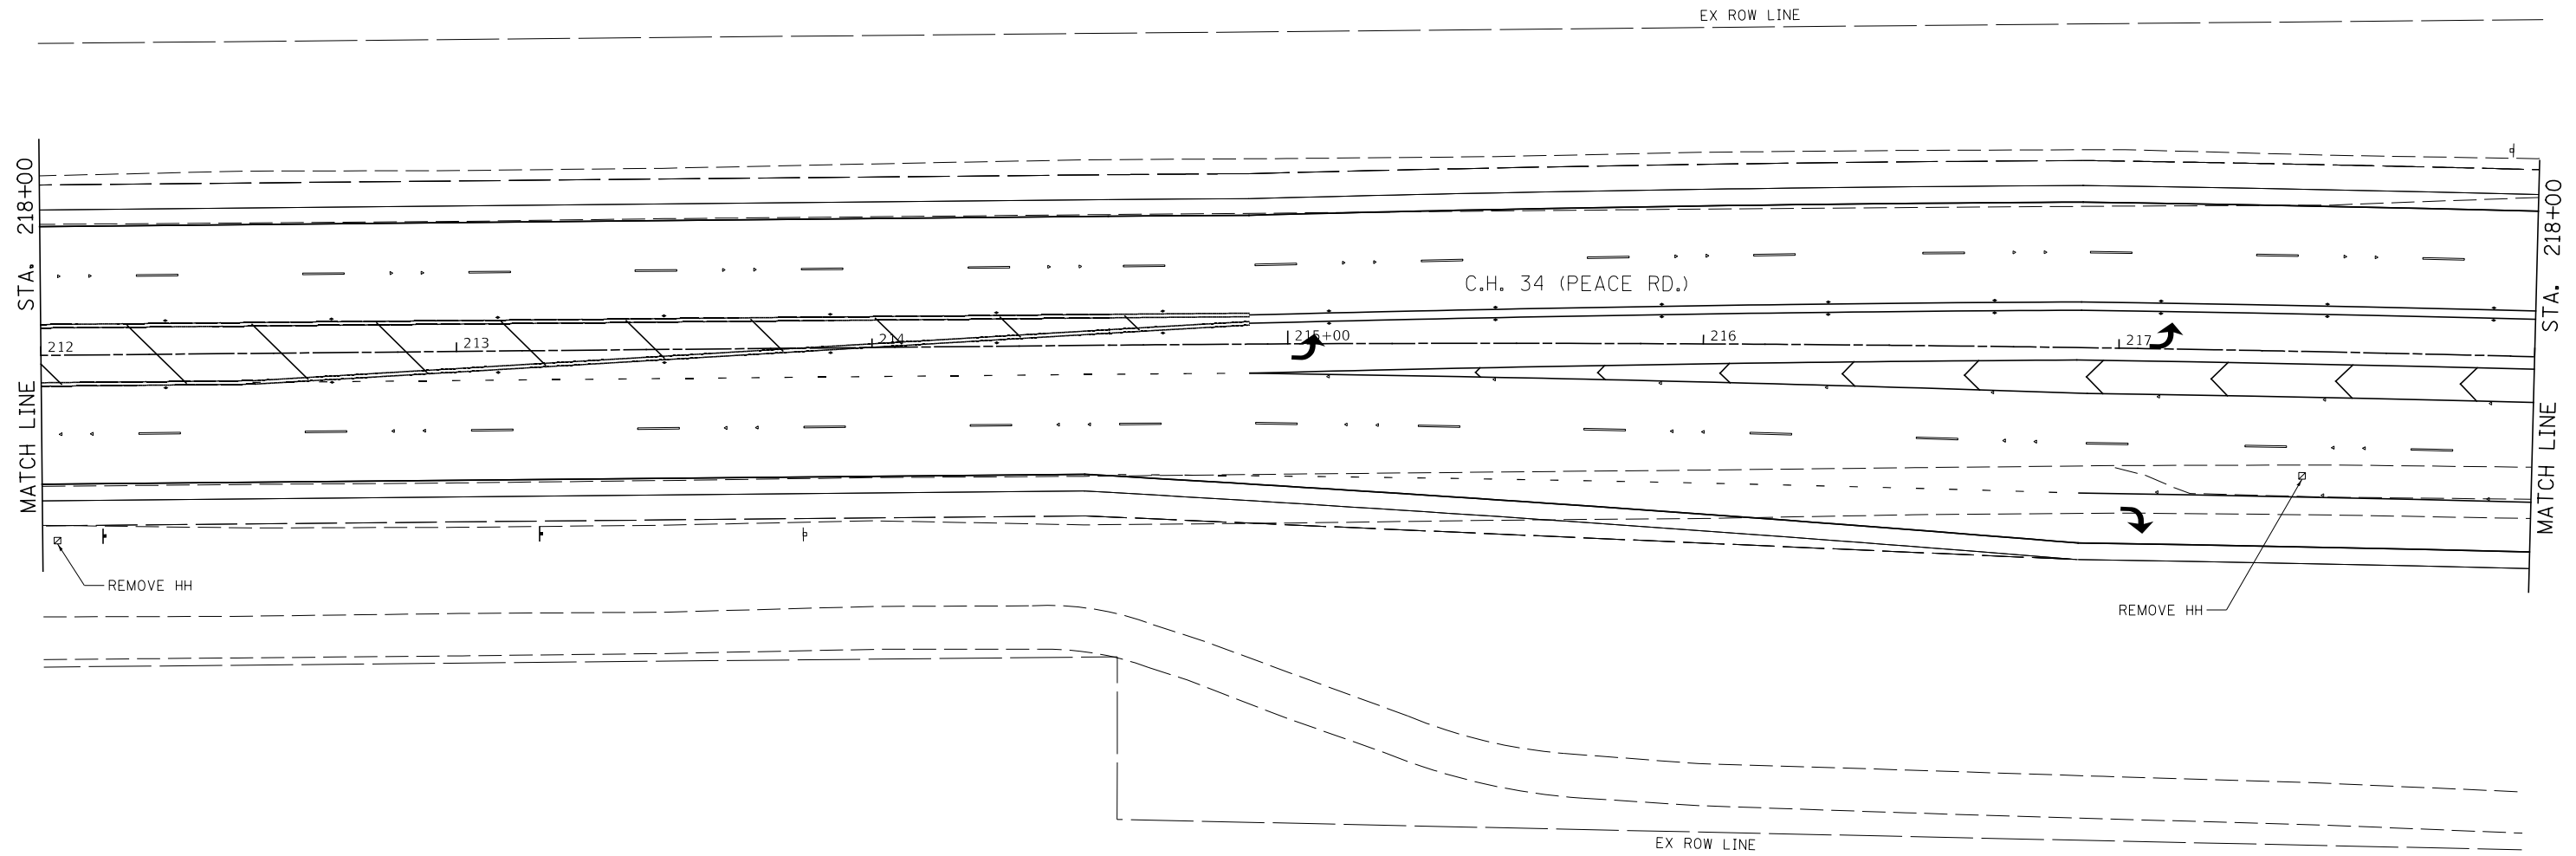 EX ROW LINE
MATCH LINE STA. 218+00
C.H. 34 (PEACE RD.)
212
213
214
215+00
216
217
MATCH LINE STA. 218+00
REMOVE HH
REMOVE HH
EX ROW LINE